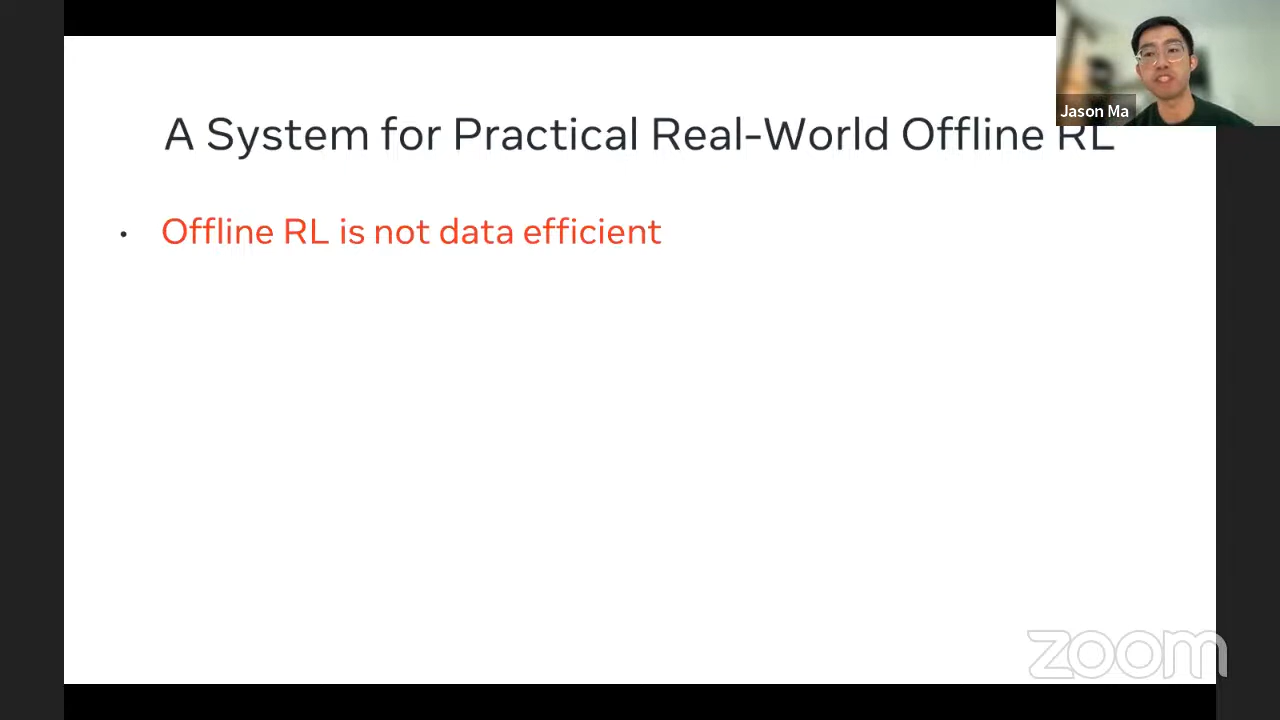 Jason Ma
A System for Practical Real-World Offline RL
• Offline RL is not data efficient
zoom